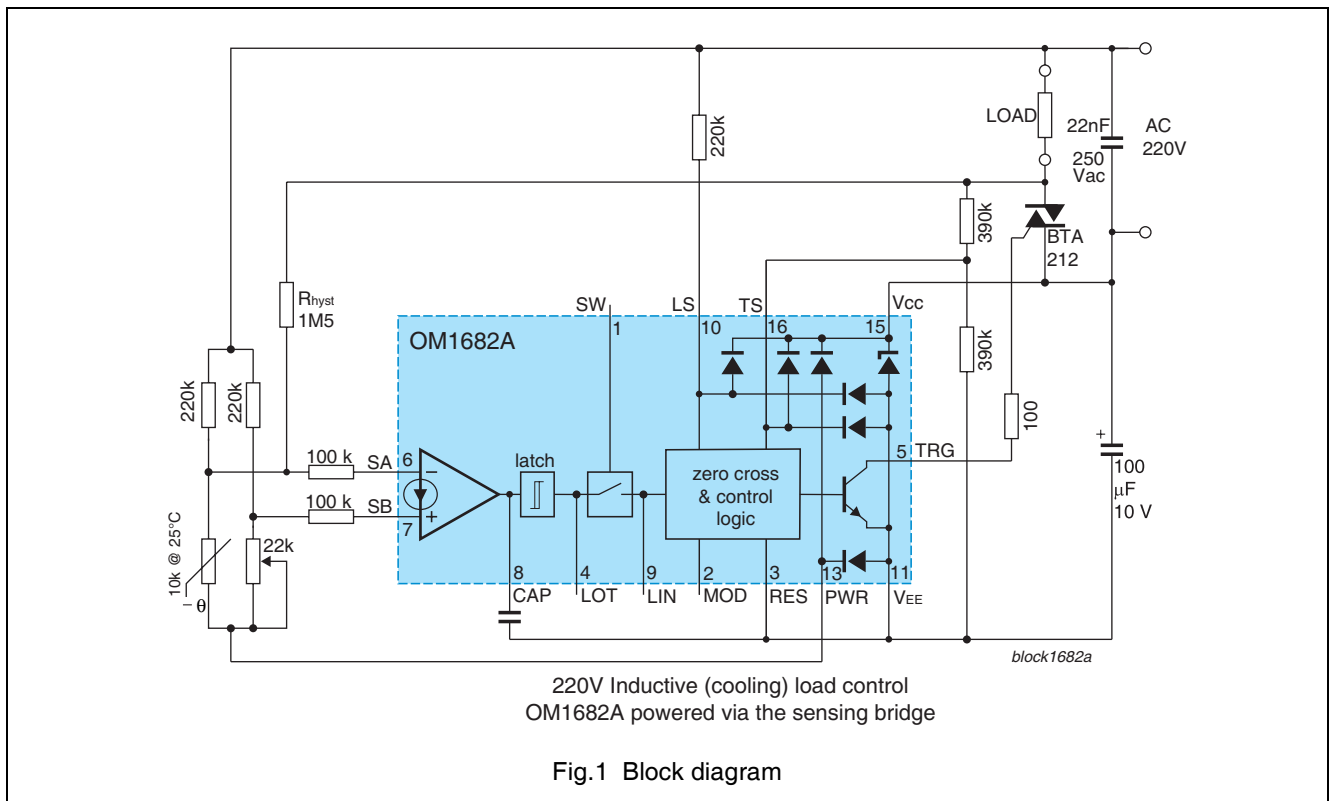 220k
LOAD
22nF
250
Vac
AC
220V
390k
BTA
212
Rhyst
1M5
SW
LS
TS
Vcc
1
10
16
15
OM1682A
390k
220k
220k
100
100 k
SA
6
−
latch
zero cross
& control
logic
5
TRG
+
100
µF
10 V
100 k
SB
7
+
10k @ 25°C
− θ
22k
8
4
9
2
3
13
11
CAP
LOT
LIN
MOD
RES
PWR
VEE
block1682a
220V Inductive (cooling) load control
OM1682A powered via the sensing bridge
Fig.1 Block diagram